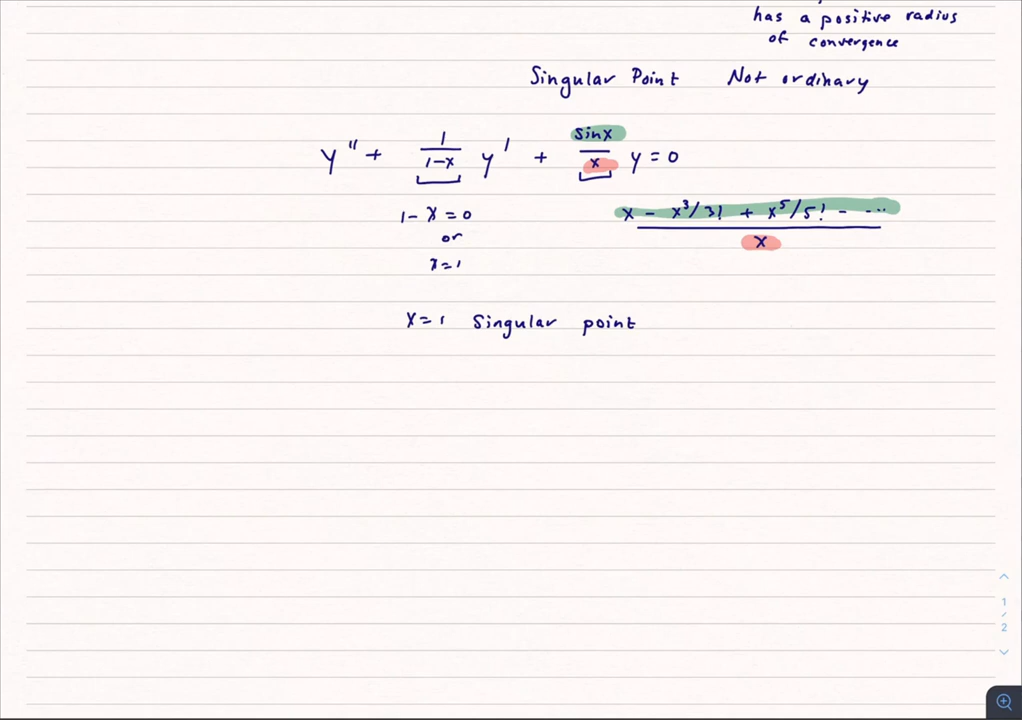 has a positive radius
of convergence
Singular Point Not ordinary
y" + 1/(1-x) y' + sinx/x y = 0
1 - x = 0
x - x³/3! + x⁵/5! - - ...
x
or
x = 1
x = 1 Singular point
1
/
2